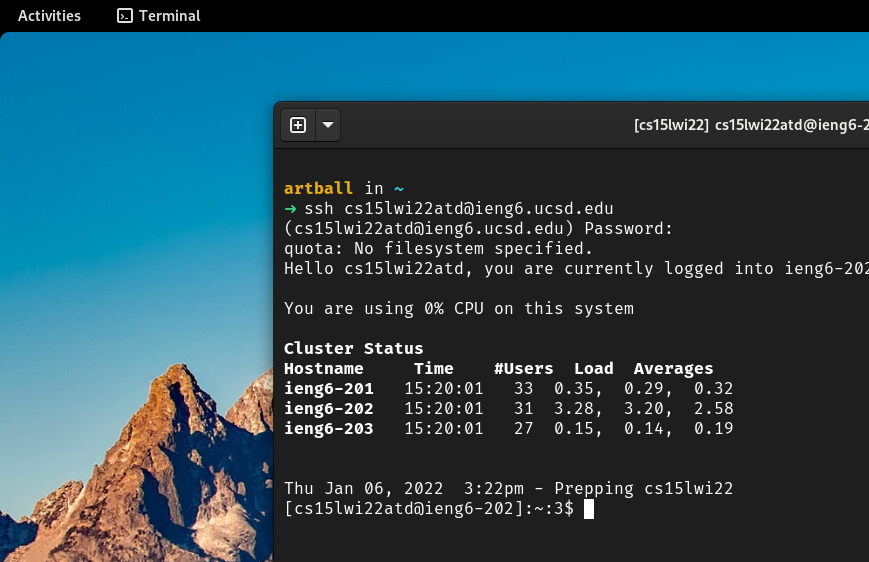 Activities Terminal
[cs15lwi22] cs15lwi22atd@ieng6-2
artball in ~
➜ ssh cs15lwi22atd@ieng6.ucsd.edu
(cs15lwi22atd@ieng6.ucsd.edu) Password:
quota: No filesystem specified.
Hello cs15lwi22atd, you are currently logged into ieng6-202
You are using 0% CPU on this system
Cluster Status
Hostname Time #Users Load Averages
ieng6-201 15:20:01 33 0.35, 0.29, 0.32
ieng6-202 15:20:01 31 3.28, 3.20, 2.58
ieng6-203 15:20:01 27 0.15, 0.14, 0.19
Thu Jan 06, 2022 3:22pm - Prepping cs15lwi22
[cs15lwi22atd@ieng6-202]:~:3$